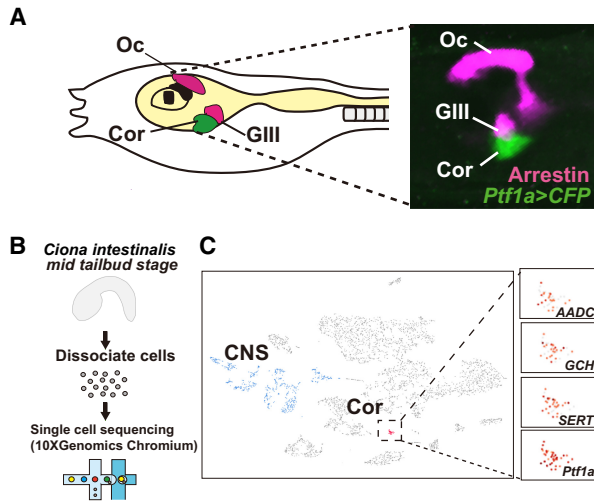 A
Oc
Cor
GIII
Oc
GIII
Cor
Arrestin
Ptf1a>CFP
B
Ciona intestinalis
mid tailbud stage
Dissociate cells
Single cell sequencing
(10XGenomics Chromium)
C
CNS
Cor
AADC
GCH
SERT
Ptf1a